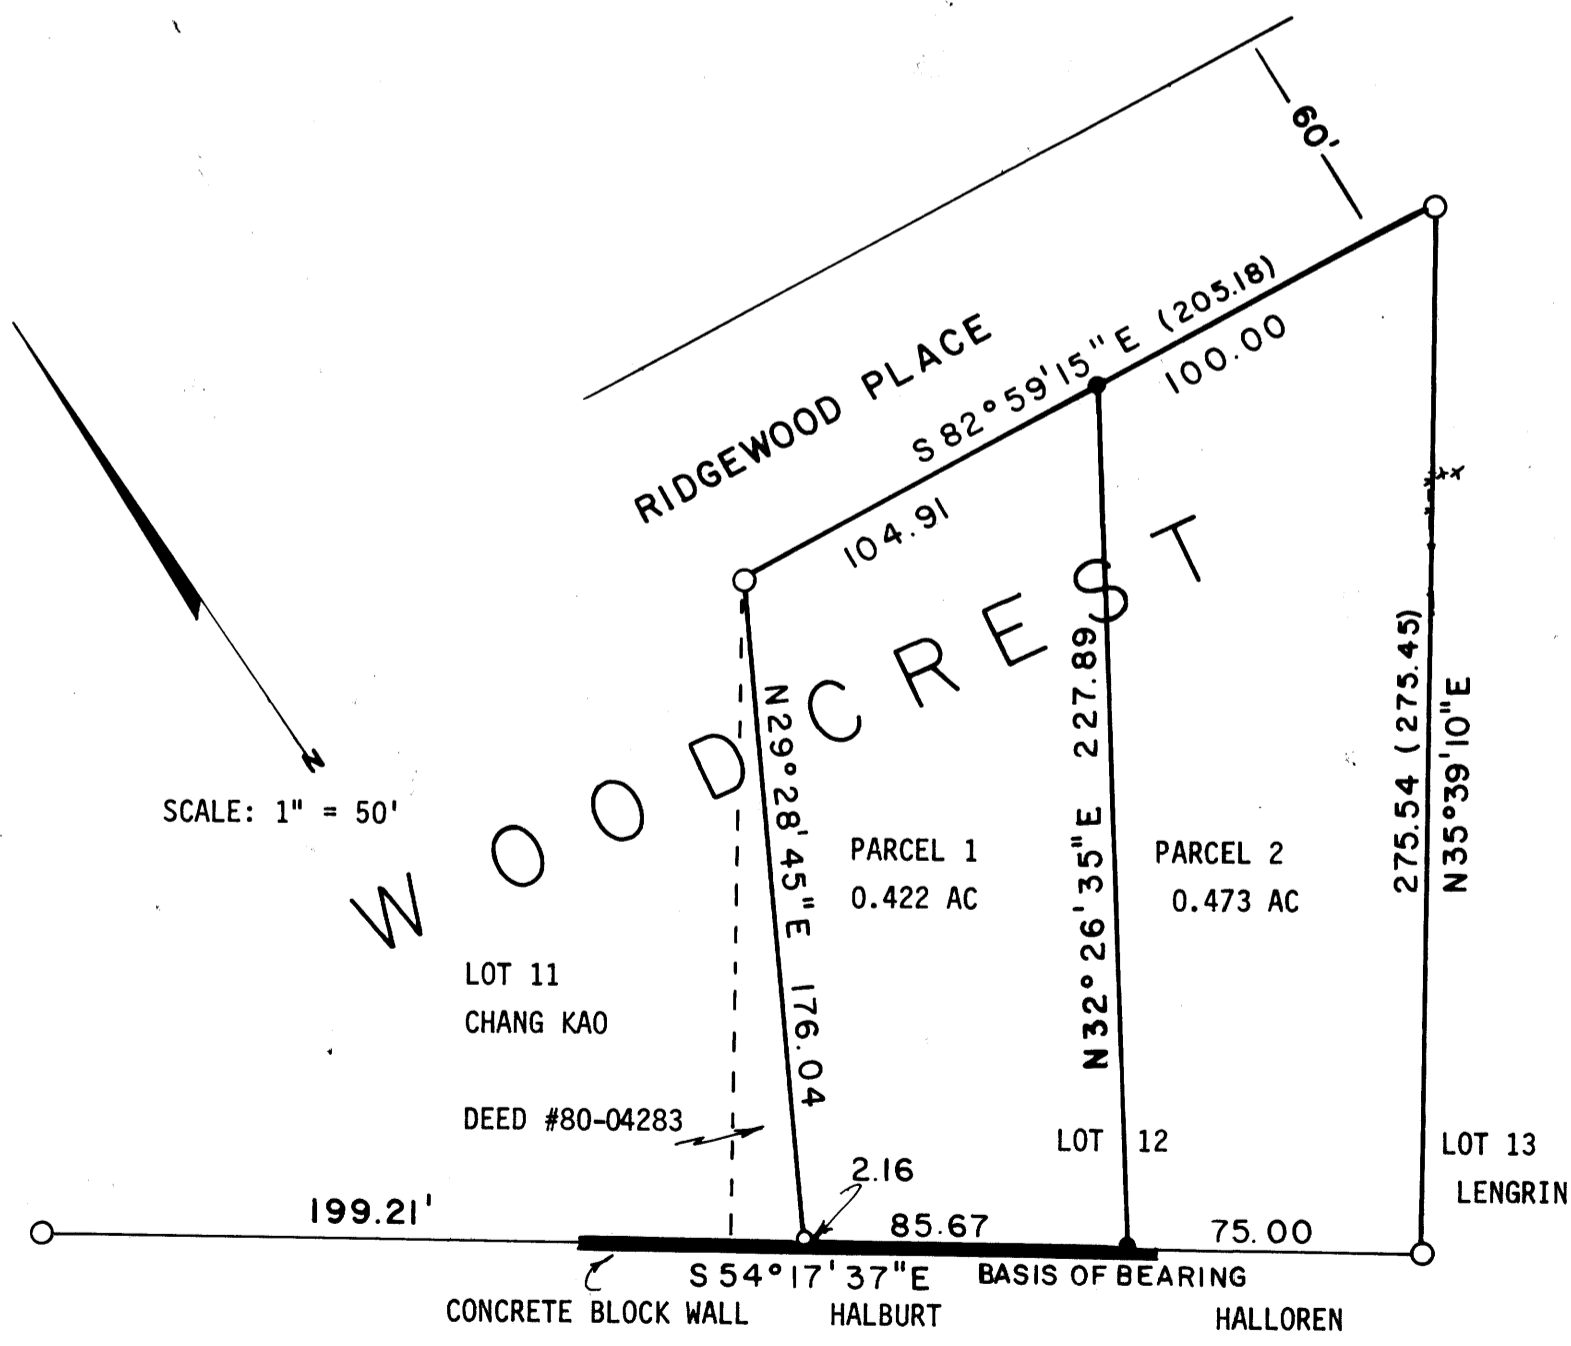 60'
RIDGEWOOD PLACE
S 82°59'15" E (205.18)
104.91
100.00
WOODCREST
N29°28'45"E 176.04
N32°26'35"E 227.89
275.54 (275.45)
N35°39'10"E
N
SCALE: 1" = 50'
PARCEL 1
0.422 AC
PARCEL 2
0.473 AC
LOT 11
CHANG KAO
DEED #80-04283
LOT 12
LOT 13
LENGRIN
2.16
199.21'
85.67
75.00
S 54°17'37"E BASIS OF BEARING
CONCRETE BLOCK WALL
HALBURT
HALLOREN